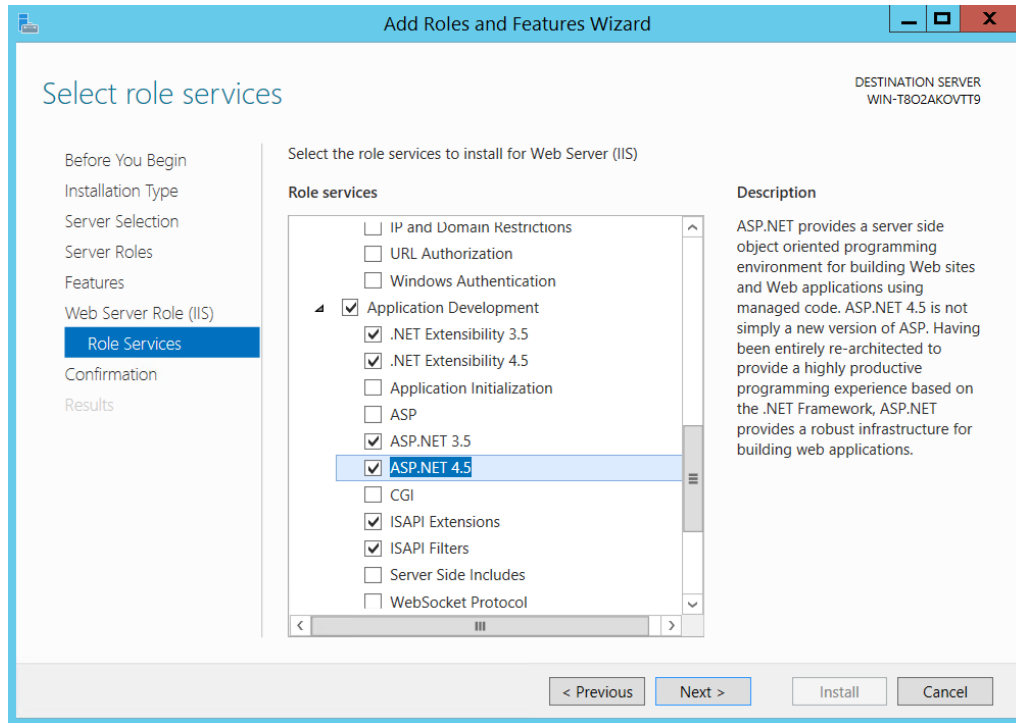 Add Roles and Features Wizard
Select role services
DESTINATION SERVER
WIN-T8O2AKOVTT9
Before You Begin
Installation Type
Server Selection
Server Roles
Features
Web Server Role (IIS)
Role Services
Confirmation
Results
Select the role services to install for Web Server (IIS)
Role services
IP and Domain Restrictions
URL Authorization
Windows Authentication
Application Development
.NET Extensibility 3.5
.NET Extensibility 4.5
Application Initialization
ASP
ASP.NET 3.5
ASP.NET 4.5
CGI
ISAPI Extensions
ISAPI Filters
Server Side Includes
WebSocket Protocol
Description
ASP.NET provides a server side
object oriented programming
environment for building Web sites
and Web applications using
managed code. ASP.NET 4.5 is not
simply a new version of ASP. Having
been entirely re-architected to
provide a highly productive
programming experience based on
the .NET Framework, ASP.NET
provides a robust infrastructure for
building web applications.
< Previous
Next >
Install
Cancel